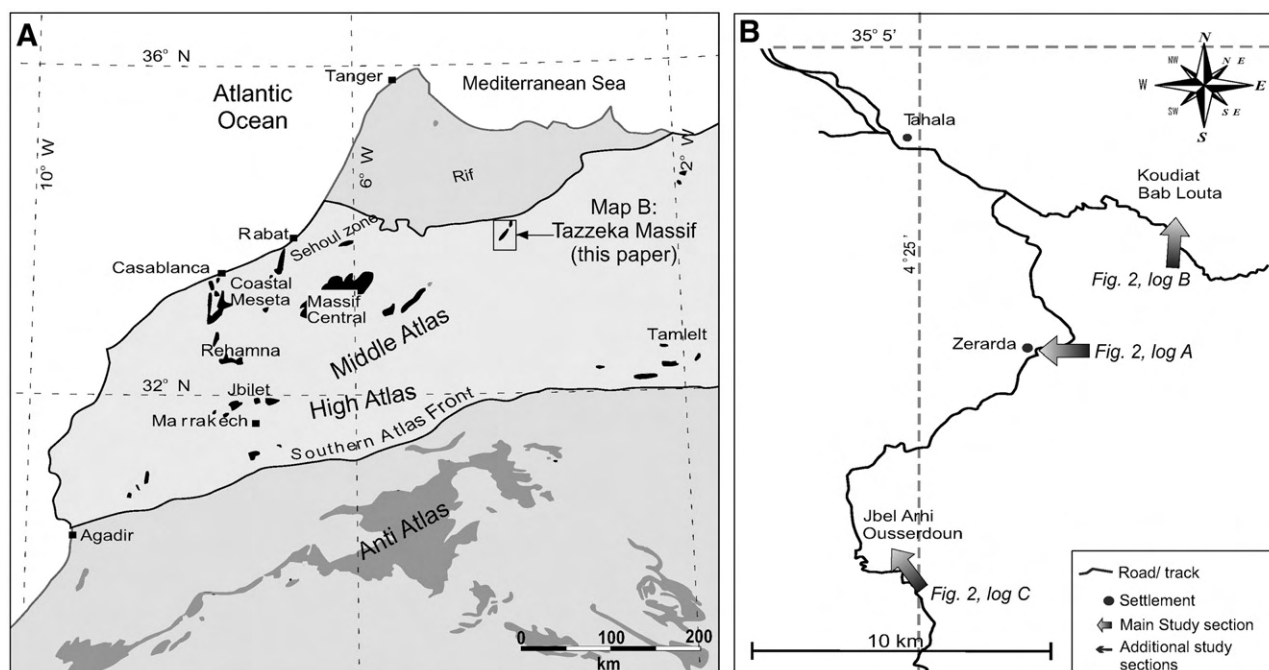 A
36° N
Tanger
Mediterranean Sea
Atlantic
Ocean
10° W
6° W
2° W
Rif
Map B:
Tazzeka Massif
(this paper)
Rabat
Sehoul zone
Casablanca
Coastal
Meseta
Massif
Central
Middle Atlas
Tamlelt
Rehamna
32° N
Jbilet
High Atlas
Marrakech
Southern Atlas Front
Anti Atlas
Agadir
0 100 200
km
B
35° 5'
N
NW
N E
W
E
SW
S E
S
Tahala
Koudiat
Bab Louta
4°25'
Fig. 2, log B
Zerarda
Fig. 2, log A
Jbel Arhi
Ousserdoun
Fig. 2, log C
10 km
Road/ track
Settlement
Main Study section
Additional study
sections